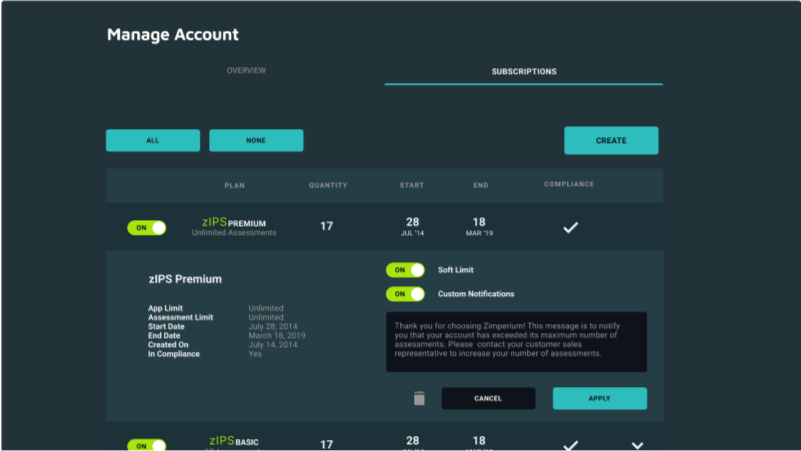 Manage Account
OVERVIEW
SUBSCRIPTIONS
ALL
NONE
CREATE
PLAN
QUANTITY
START
END
COMPLIANCE
ON
zIPS PREMIUM
Unlimited Assessments
17
28
JUL '14
18
MAR '19
zIPS Premium
App Limit Unlimited
Assessment Limit Unlimited
Start Date July 28, 2014
End Date March 18, 2019
Created On July 14, 2014
In Compliance Yes
ON Soft Limit
ON Custom Notifications
Thank you for choosing Zimperium! This message is to notify
you that your account has exceeded its maximum number of
assessments. Please contact your customer sales
representative to increase your number of assessments.
CANCEL
APPLY
ON
zIPS BASIC
17
28
18